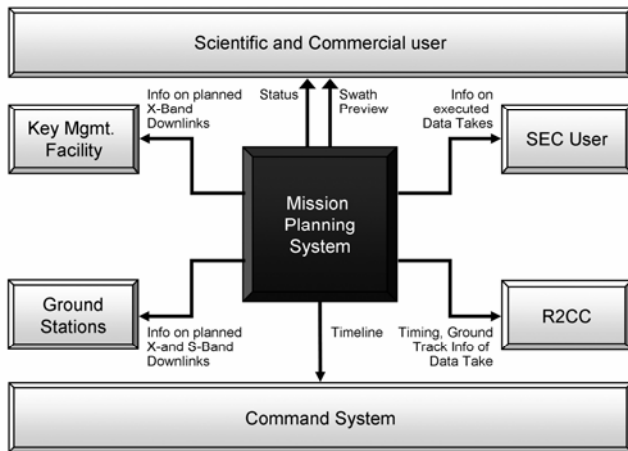 Scientific and Commercial user
Info on planned
X-Band
Downlinks
Status
Swath
Preview
Info on
executed
Data Takes
Key Mgmt.
Facility
SEC User
Mission
Planning
System
Ground
Stations
R2CC
Info on planned
X-and S-Band
Downlinks
Timeline
Timing, Ground
Track Info of
Data Take
Command System